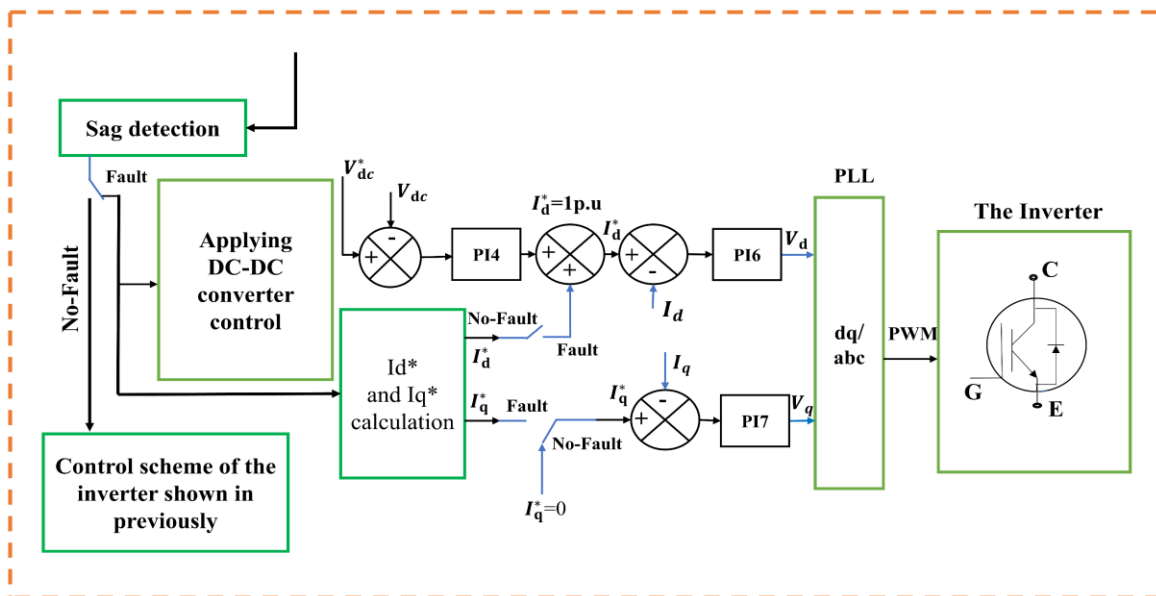 Sag detection
Fault
No-Fault
Applying
DC-DC
converter
control
Control scheme of the
inverter shown in
previously
V*dc
Vdc
-
+
PI4
I*d=1p.u
+
+
I*d
+
-
Id
PI6
Vd
No-Fault
I*d
Fault
Id*
and Iq*
calculation
I*q
Fault
No-Fault
I*q=0
I*q
Iq
-
+
PI7
Vq
PLL
dq/
abc
PWM
The Inverter
C
G
E